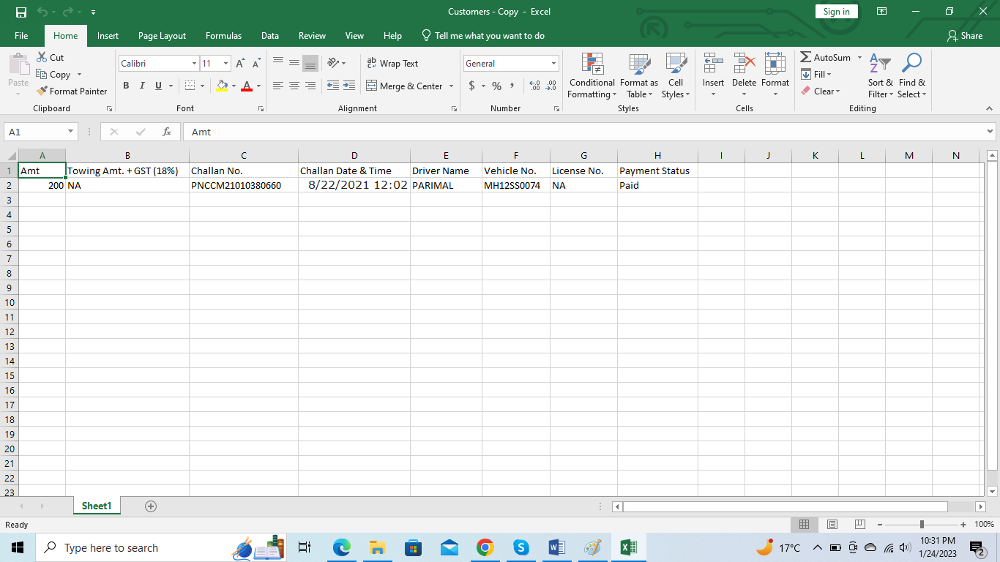 Customers - Copy - Excel
Sign in
File Home Insert Page Layout Formulas Data Review View Help Tell me what you want to do Share
Paste
Cut
Copy
Format Painter
Clipboard
Calibri 11 A A
B I U A
Font
ab Wrap Text
Merge & Center
Alignment
General
$ % , .00 .0 .00
Number
Conditional Formatting
Format as Table
Cell Styles
Styles
Insert Delete Format
Cells
AutoSum
Fill
Clear
Sort & Filter
Find & Select
Editing
A1 fx Amt
A B C D E F G H I J K L M N
1 Amt Towing Amt. + GST (18%) Challan No. Challan Date & Time Driver Name Vehicle No. License No. Payment Status
2 200 NA PNCCM21010380660 8/22/2021 12:02 PARIMAL MH12SS0074 NA Paid
3
4
5
6
7
8
9
10
11
12
13
14
15
16
17
18
19
20
21
22
23
Sheet1
Ready 100%
Type here to search
17°C
10:31 PM
1/24/2023
2